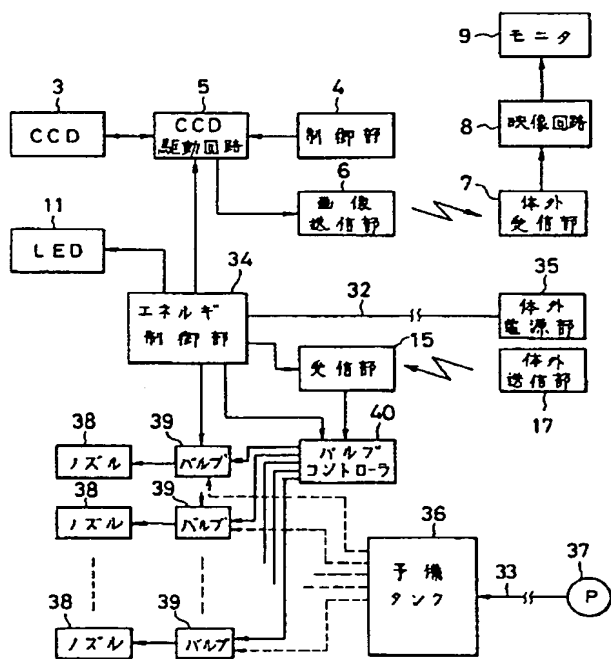 9
モニタ
3
CCD
5
CCD
駆動回路
4
制御部
8
映像回路
6
画像
送信部
7
体外
受信部
11
LED
34
エネルギ
制御部
32
35
体外
電源部
15
受信部
体外
送信部
17
40
バルブ
コントローラ
38
ノズル
39
バルブ
38
ノズル
39
バルブ
36
予備
タンク
33
37
P
38
ノズル
39
バルブ